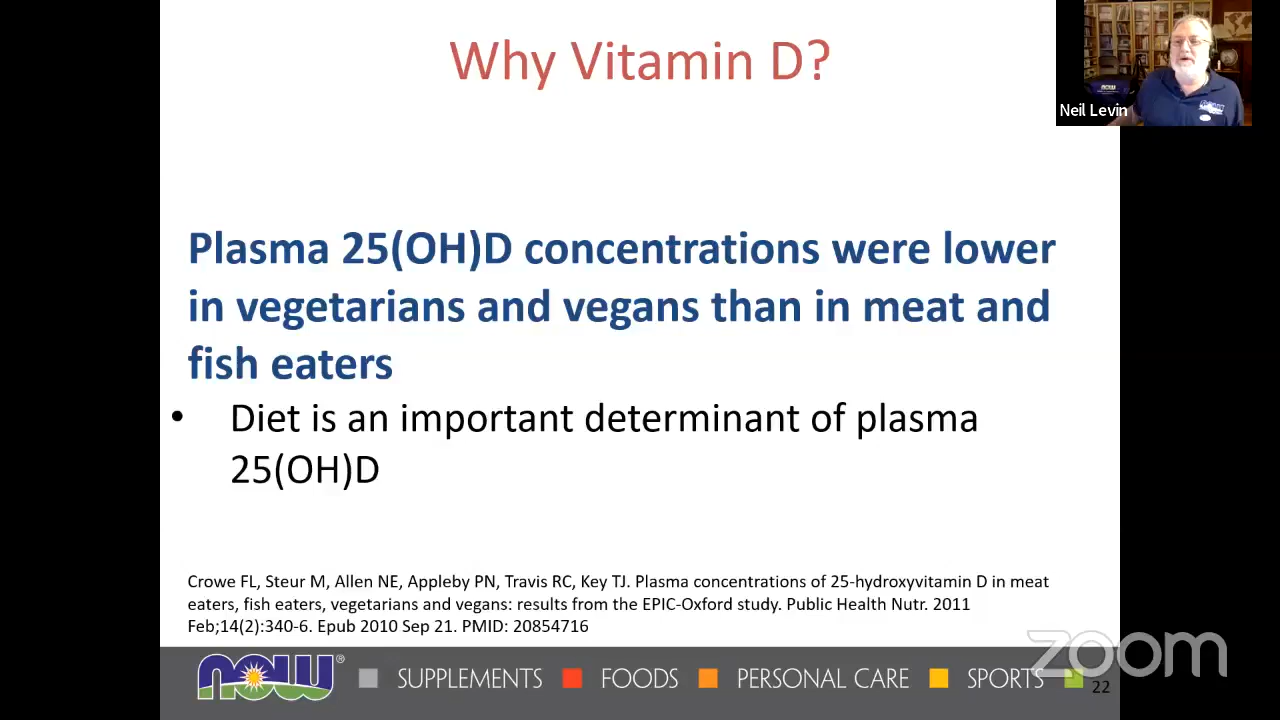 Why Vitamin D?
Neil Levin
Plasma 25(OH)D concentrations were lower
in vegetarians and vegans than in meat and
fish eaters
• Diet is an important determinant of plasma
25(OH)D
Crowe FL, Steur M, Allen NE, Appleby PN, Travis RC, Key TJ. Plasma concentrations of 25-hydroxyvitamin D in meat
eaters, fish eaters, vegetarians and vegans: results from the EPIC-Oxford study. Public Health Nutr. 2011
Feb;14(2):340-6. Epub 2010 Sep 21. PMID: 20854716
NOW® SUPPLEMENTS FOODS PERSONAL CARE SPORTS
zoom
22